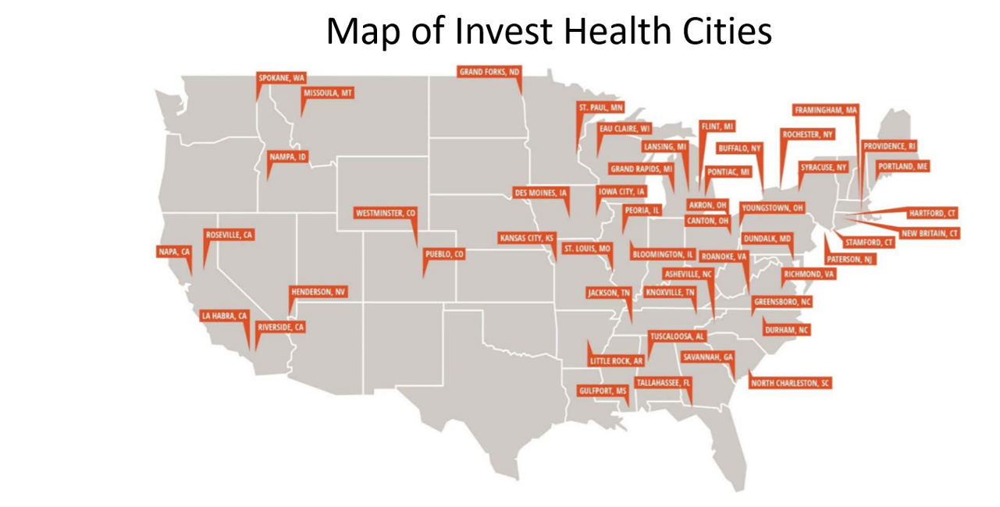 Map of Invest Health Cities
GRAND FORKS, ND
SPOKANE, WA
MISSOULA, MT
ST. PAUL, MN
FRAMINGHAM, MA
EAU CLAIRE, WI
FLINT, MI
ROCHESTER, NY
LANSING, MI
BUFFALO, NY
PROVIDENCE, RI
NAMPA, ID
GRAND RAPIDS, MI
PONTIAC, MI
SYRACUSE, NY
PORTLAND, ME
DES MOINES, IA
IOWA CITY, IA
AKRON, OH
YOUNGSTOWN, OH
PEORIA, IL
WESTMINSTER, CO
HARTFORD, CT
CANTON, OH
ROSEVILLE, CA
NEW BRITAIN, CT
KANSAS CITY, KS
DUNDALK, MD
STAMFORD, CT
ST. LOUIS, MO
NAPA, CA
PUEBLO, CO
BLOOMINGTON, IL
ROANOKE, VA
PATERSON, NJ
ASHEVILLE, NC
RICHMOND, VA
HENDERSON, NV
JACKSON, TN
KNOXVILLE, TN
GREENSBORO, NC
LA HABRA, CA
RIVERSIDE, CA
DURHAM, NC
TUSCALOOSA, AL
SAVANNAH, GA
LITTLE ROCK, AR
TALLAHASSEE, FL
NORTH CHARLESTON, SC
GULFPORT, MS